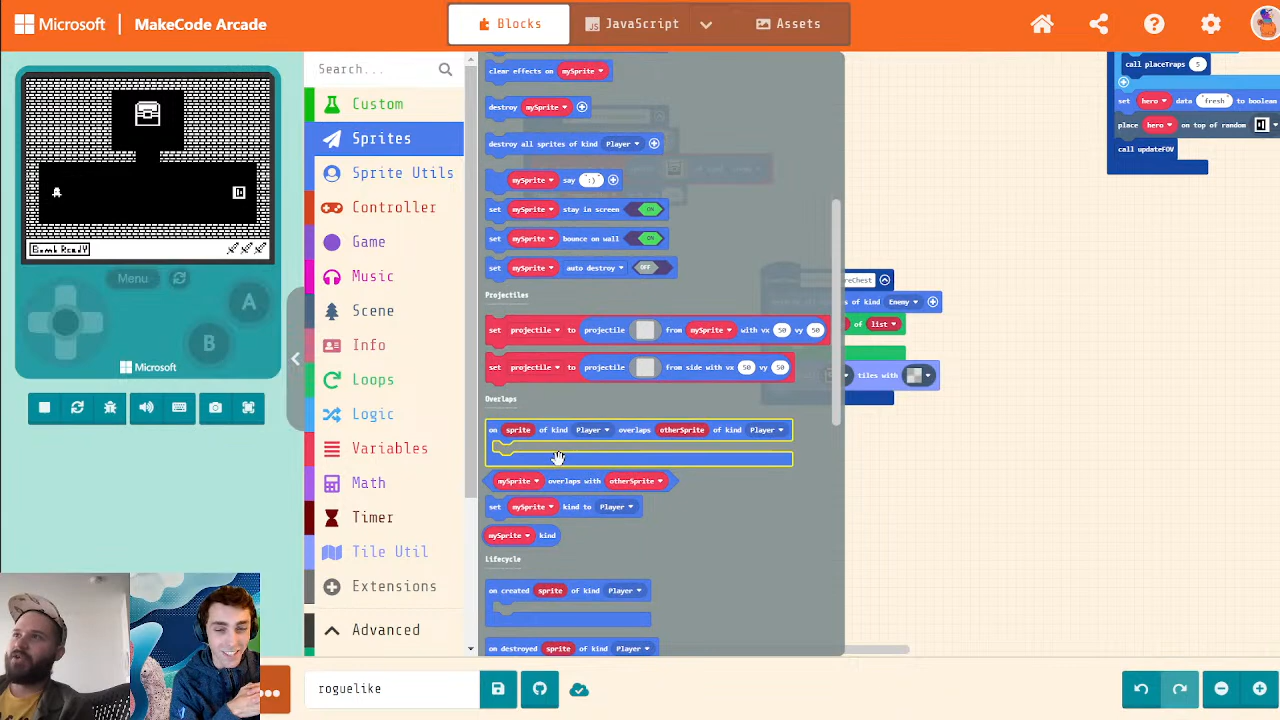 Microsoft
MakeCode Arcade
Blocks
JavaScript
Assets
Bomb Ready
Menu
A
B
Microsoft
Search...
Custom
Sprites
Sprite Utils
Controller
Game
Music
Scene
Info
Loops
Logic
Variables
Math
Timer
Tile Util
Extensions
Advanced
clear effects on mySprite
destroy mySprite
destroy all sprites of kind Player
mySprite say :)
set mySprite stay in screen ON
set mySprite bounce on wall ON
set mySprite auto destroy OFF
Projectiles
set projectile to projectile from mySprite with vx 50 vy 50
set projectile to projectile from side with vx 50 vy 50
Overlaps
on sprite of kind Player overlaps otherSprite of kind Player
mySprite overlaps with otherSprite
set mySprite kind to Player
mySprite kind
Lifecycle
on created sprite of kind Player
on destroyed sprite of kind Player
call placeTraps 5
set hero data "fresh" to boolean
place hero on top of random
call updateFOV
reChest
of kind Enemy
of list
tiles with
roguelike